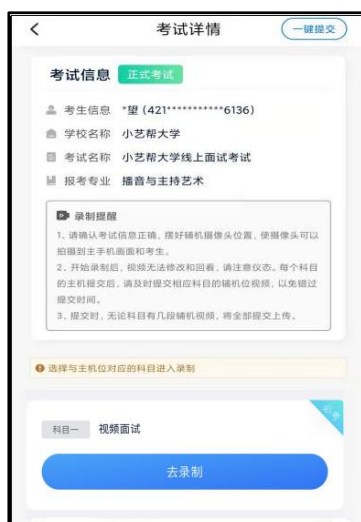 考试详情
一键提交
考试信息 正式考试
考生信息 *望 (421***********6136)
学校名称 小艺帮大学
考试名称 小艺帮大学线上面试考试
报考专业 播音与主持艺术
录制提醒
1、请确认考试信息正确，摆好辅机摄像头位置，使摄像头可以
拍摄到主手机画面和考生。
2、开始录制后，视频无法修改和回看，请注意仪态。每个科目
的主机提交后，请及时提交相应科目的辅机位视频，以免错过
提交时间。
3、提交时，无论科目有几段辅机视频，将全部提交上传。
选择与主机位对应的科目进入录制
必考
科目一 视频面试
去录制